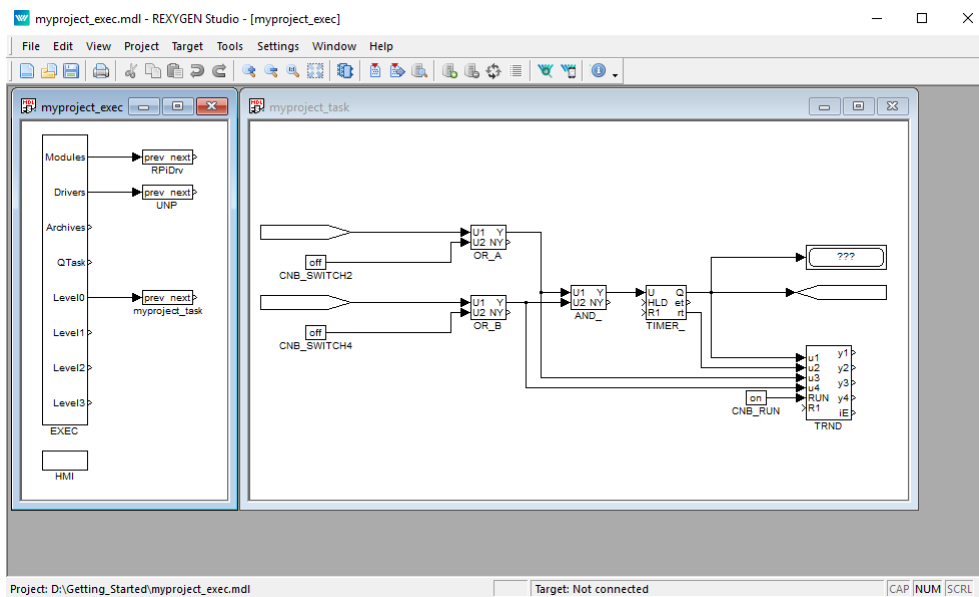 myproject_exec.mdl - REXYGEN Studio - [myproject_exec]
File Edit View Project Target Tools Settings Window Help
myproject_exec
Modules
prev next
RPiDrv
Drivers
prev next
UNP
Archives
QTask
Level0
prev next
myproject_task
Level1
Level2
Level3
EXEC
HMI
myproject_task
U1 Y
U2 NY
OR_A
off
CNB_SWITCH2
U1 Y
U2 NY
OR_B
off
CNB_SWITCH4
U1 Y
U2 NY
AND_
U Q
HLD et
R1 rt
TIMER_
???
u1 y1
u2 y2
u3 y3
u4 y4
RUN iE
R1
TRND
on
CNB_RUN
Project: D:\Getting_Started\myproject_exec.mdl
Target: Not connected
CAP NUM SCRL